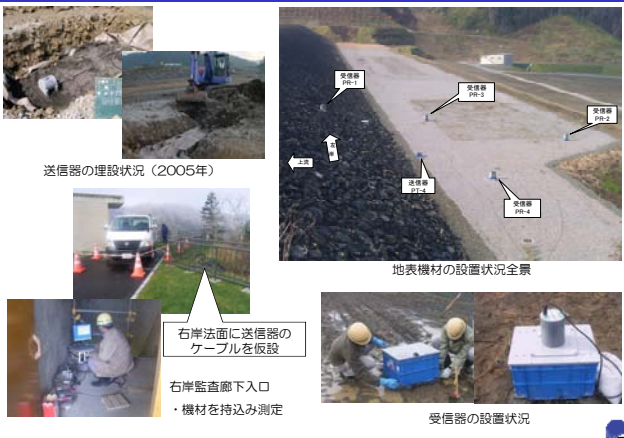 送信器の埋設状況（2005年）
受信器
PR-1
受信器
PR-3
受信器
PR-2
左岸
上流
送信器
PT-4
受信器
PR-4
地表機材の設置状況全景
右岸法面に送信器の
ケーブルを仮設
右岸監査廊下入口
・機材を持込み測定
受信器の設置状況